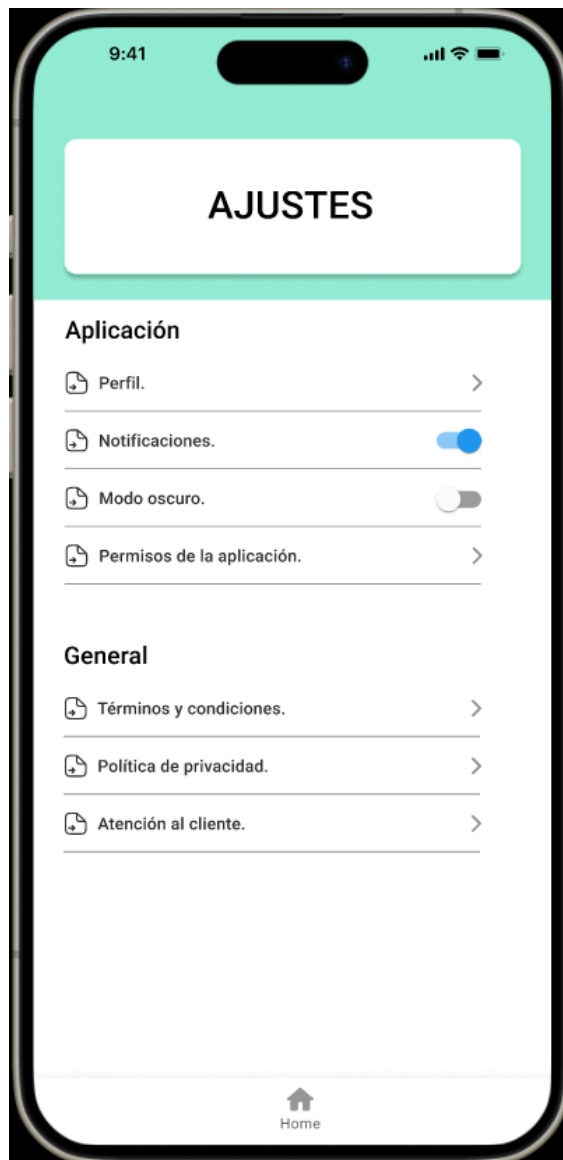 9:41
AJUSTES
Aplicación
Perfil.
Notificaciones.
Modo oscuro.
Permisos de la aplicación.
General
Términos y condiciones.
Política de privacidad.
Atención al cliente.
Home